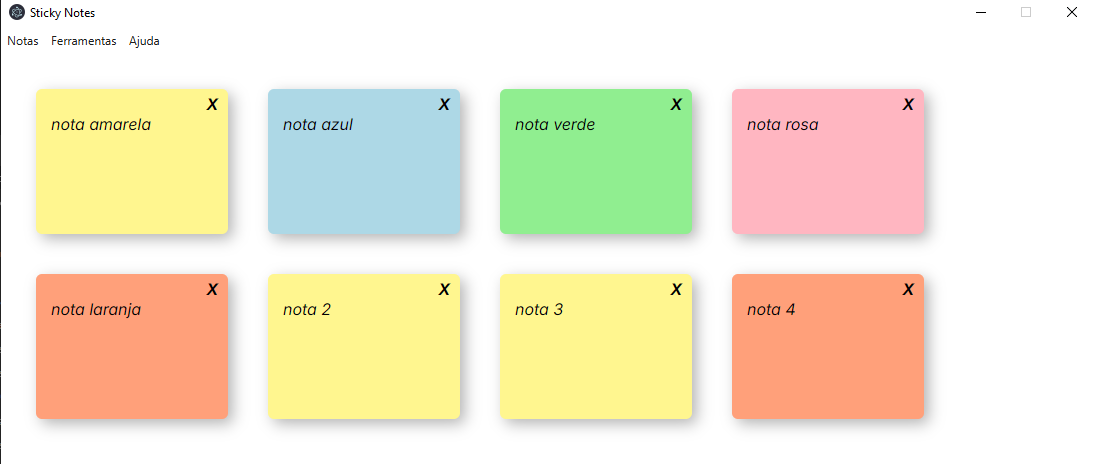 Sticky Notes
Notas Ferramentas Ajuda
X X X X
nota amarela nota azul nota verde nota rosa
X X X X
nota laranja nota 2 nota 3 nota 4